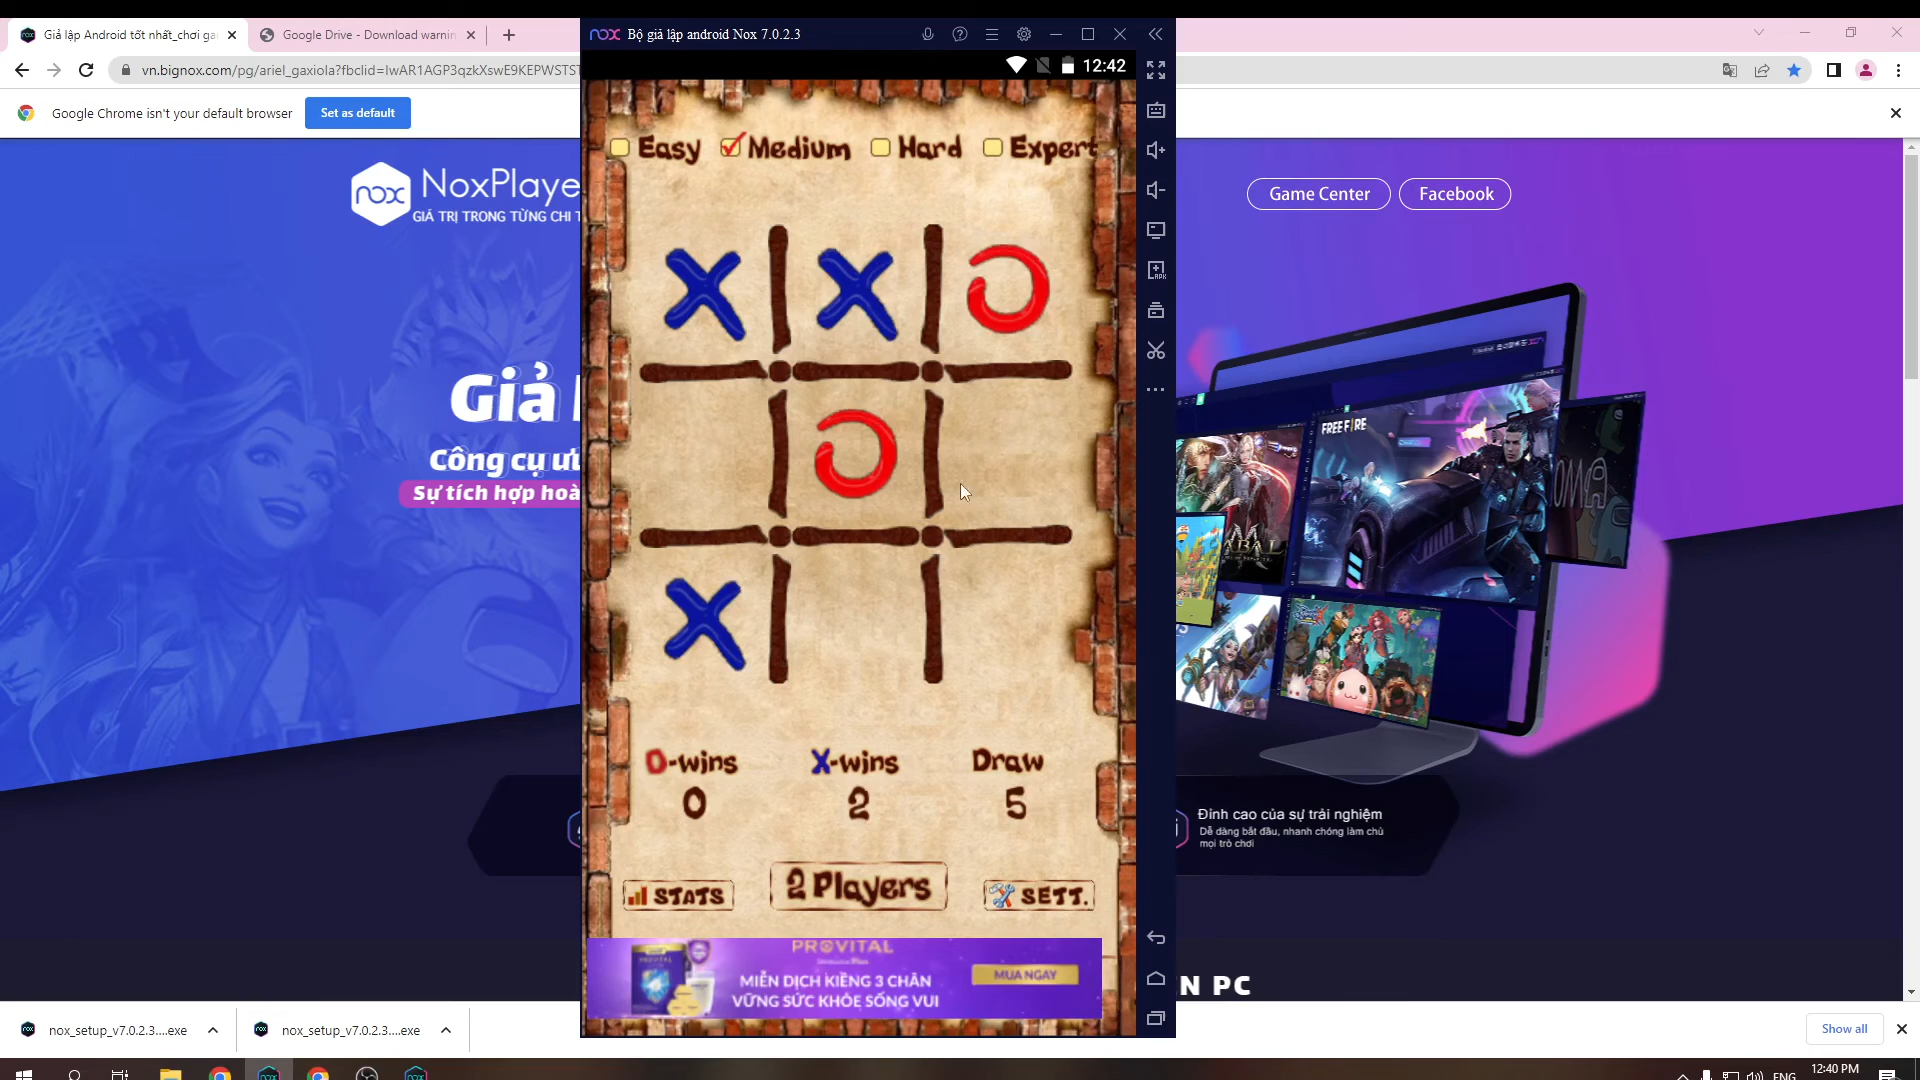 Giả lập Android tốt nhất_chơi ga
Google Drive - Download warnin
nox Bộ giả lập android Nox 7.0.2.3
vn.bignox.com/pg/ariel_gaxiola?fbclid=IwAR1AGP3qzkXswE9KEPWSTST
12:42
Google Chrome isn't your default browser
Set as default
Easy Medium Hard Expert
nox NoxPlaye
GIÁ TRỊ TRONG TỪNG CHI T
Game Center
Facebook
Giả l
Công cụ ưu
Sự tích hợp hoà
FREE FIRE
O-wins X-wins Draw
0 2 5
Đỉnh cao của sự trải nghiệm
Dễ dàng bắt đầu, nhanh chóng làm chủ
mọi trò chơi
STATS
2 Players
SETT.
PROVITAL
MIỄN DỊCH KIỀNG 3 CHÂN
VỮNG SỨC KHỎE SỐNG VUI
MUA NGAY
N PC
nox_setup_v7.0.2.3....exe
nox_setup_v7.0.2.3....exe
Show all
ENG
12:40 PM